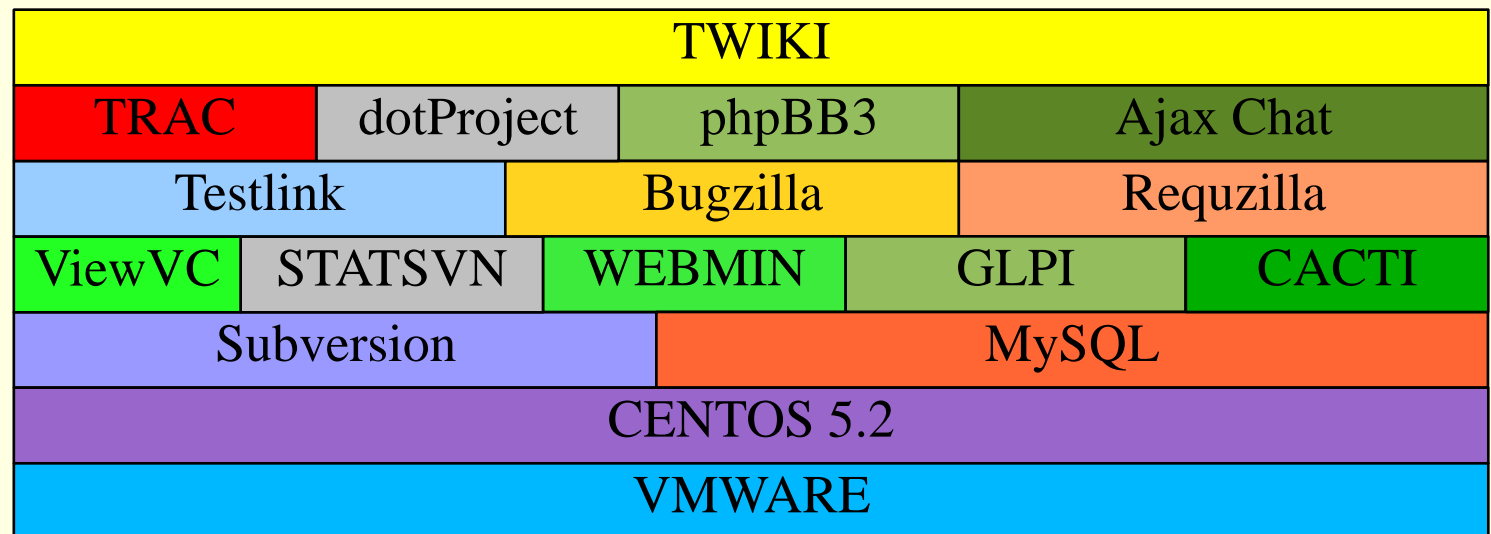 TWIKI
TRAC dotProject phpBB3 Ajax Chat
Testlink Bugzilla Requzilla
ViewVC STATSVN WEBMIN GLPI CACTI
Subversion MySQL
CENTOS 5.2
VMWARE